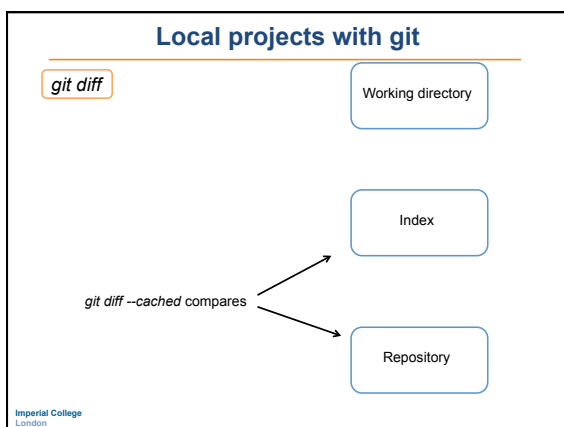 Local projects with git
git diff
Working directory
Index
git diff --cached compares
Repository
Imperial College
London